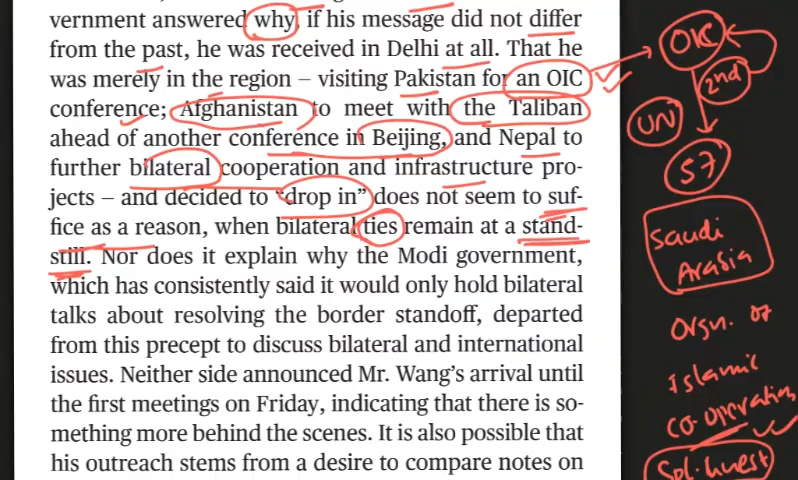 vernment answered why, if his message did not differ
from the past, he was received in Delhi at all. That he
was merely in the region – visiting Pakistan for an OIC
conference; Afghanistan to meet with the Taliban
ahead of another conference in Beijing, and Nepal to
further bilateral cooperation and infrastructure pro-
jects – and decided to “drop in” does not seem to suf-
fice as a reason, when bilateral ties remain at a stand-
still. Nor does it explain why the Modi government,
which has consistently said it would only hold bilateral
talks about resolving the border standoff, departed
from this precept to discuss bilateral and international
issues. Neither side announced Mr. Wang’s arrival until
the first meetings on Friday, indicating that there is so-
mething more behind the scenes. It is also possible that
his outreach stems from a desire to compare notes on
OIC
2nd
UN
57
Saudi
Arabia
Orgn. of
Islamic
Co-operation
Spl. Guest